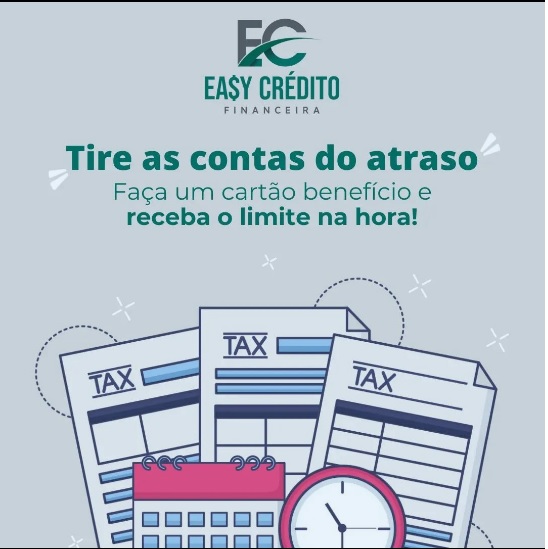 EC
EA$Y CRÉDITO
FINANCEIRA
Tire as contas do atraso
Faça um cartão benefício e
receba o limite na hora!
TAX
TAX
TAX